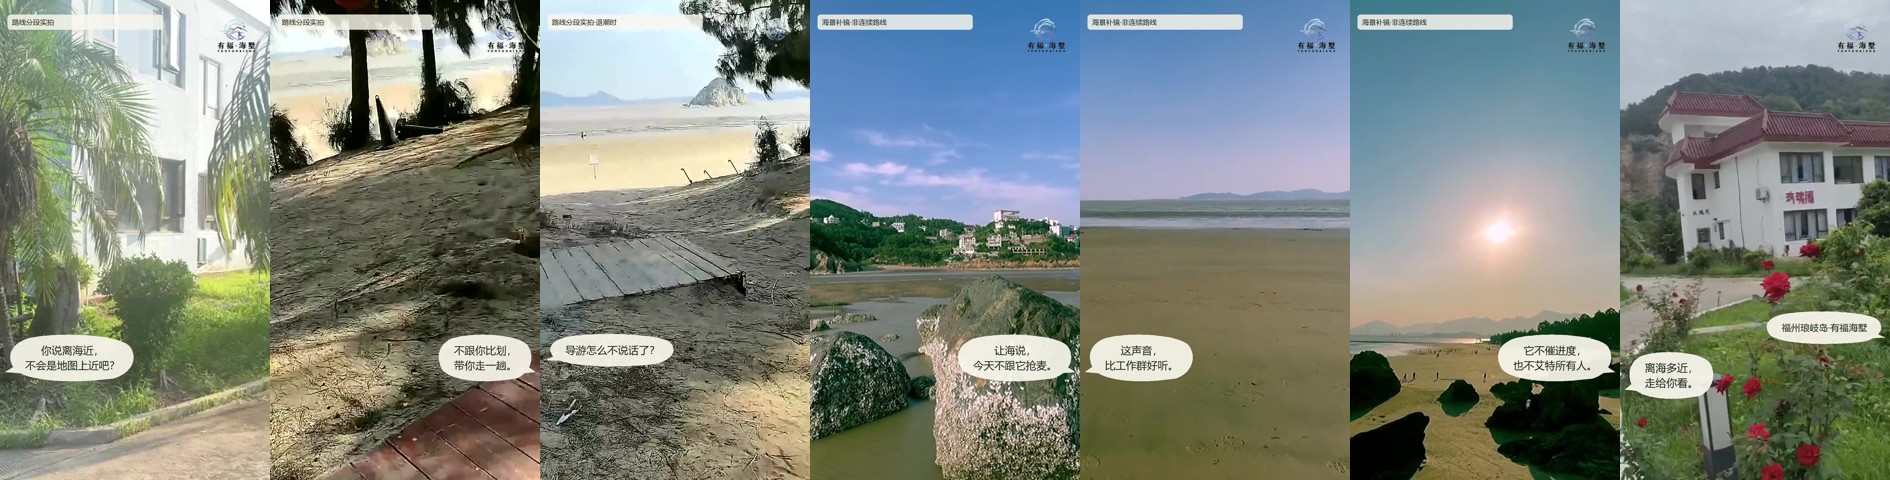 路线分段实拍
有福·海墅
YOUFUHAISHU
你说离海近，
不会是地图上近吧？
路线分段实拍
有福·海墅
不跟你比划，
带你走一趟。
路线分段实拍·退潮时
导游怎么不说话了？
海景补镜·非连续路线
有福·海墅
YOUFUHAISHU
让海说，
今天不跟它抢麦。
海景补镜·非连续路线
有福·海墅
YOUFUHAISHU
这声音，
比工作群好听。
海景补镜·非连续路线
有福·海墅
YOUFUHAISHU
它不催进度，
也不艾特所有人。
有福·海墅
YOUFUHAISHU
福州琅岐岛·有福海墅
离海多近，
走给你看。